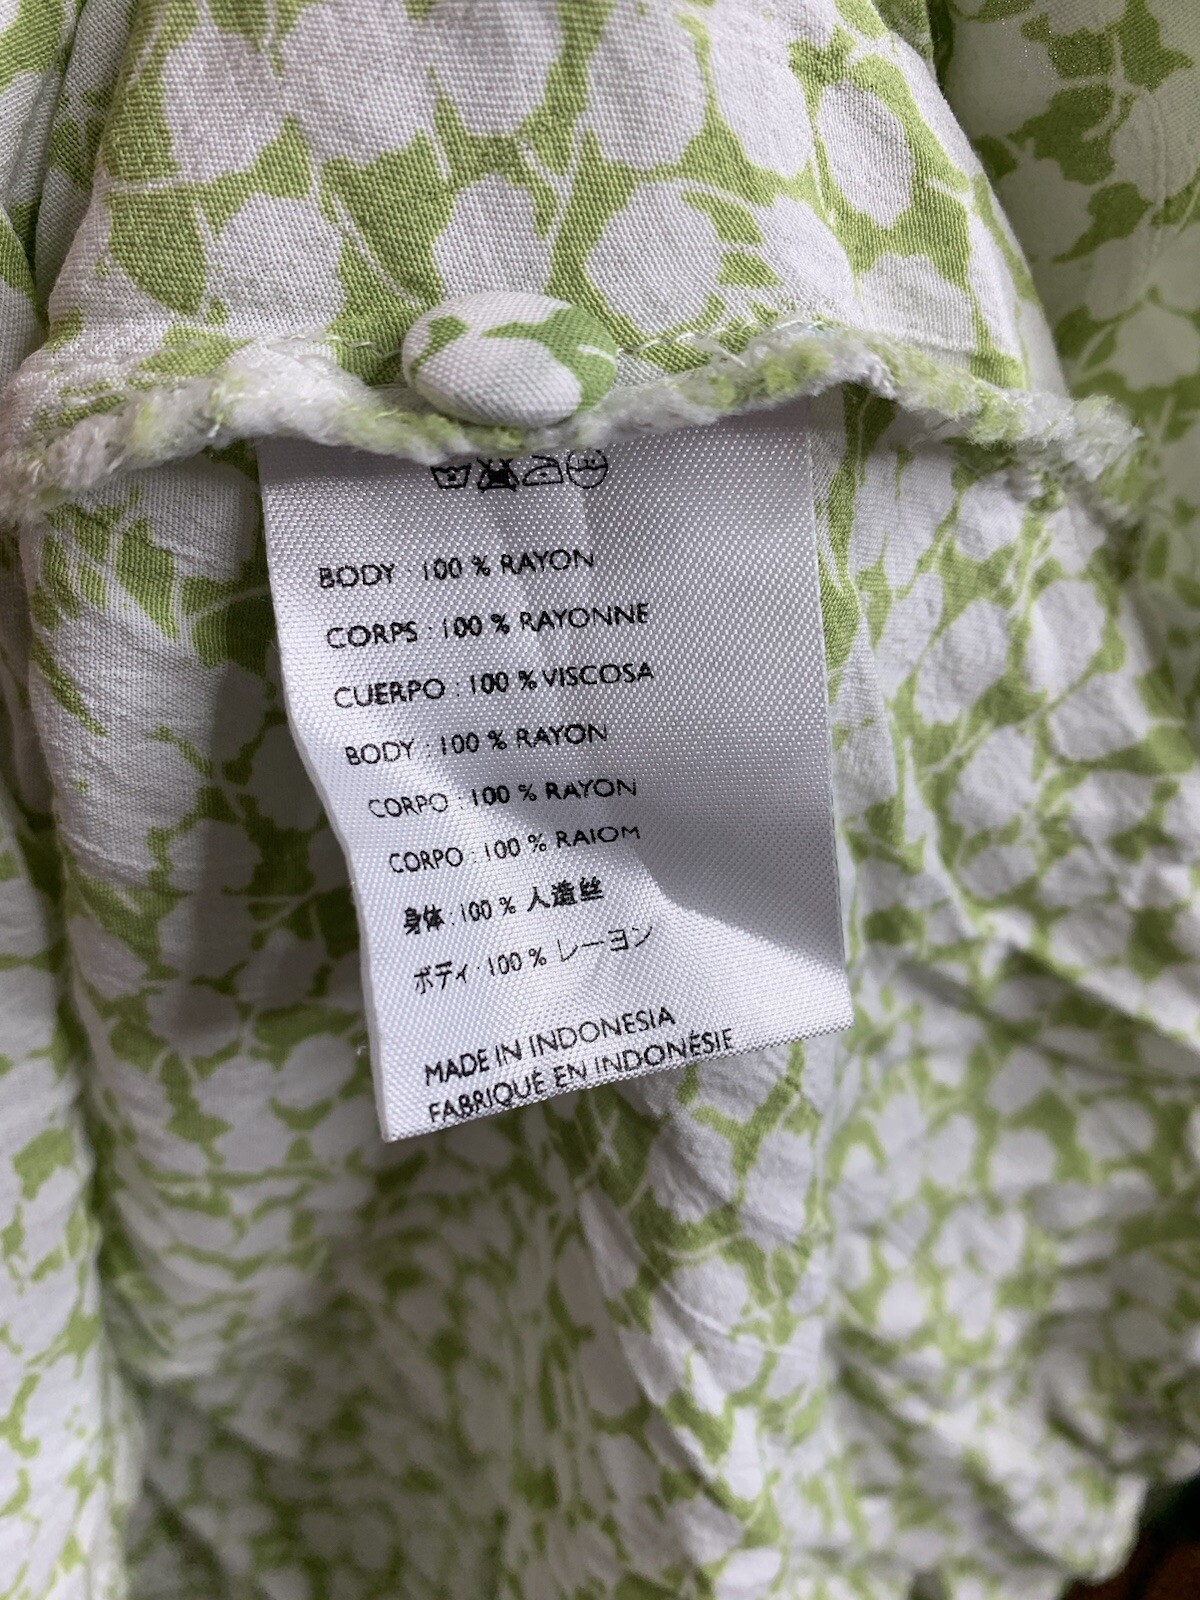 BODY : 100 % RAYON
CORPS : 100 % RAYONNE
CUERPO : 100 % VISCOSA
BODY : 100 % RAYON
CORPO : 100 % RAYON
CORPO : 100 % RAIOM
身体 : 100 % 人造丝
ボディ : 100 % レーヨン
MADE IN INDONESIA
FABRIQUÉ EN INDONÉSIE